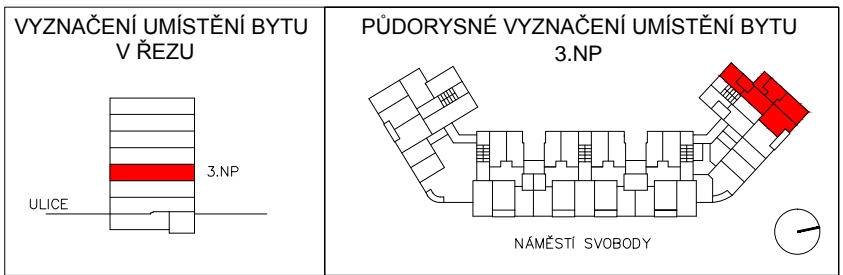 VYZNAČENÍ UMÍSTĚNÍ BYTU
V ŘEZU
3.NP
ULICE
PŮDORYSNÉ VYZNAČENÍ UMÍSTĚNÍ BYTU
3.NP
NÁMĚSTÍ SVOBODY